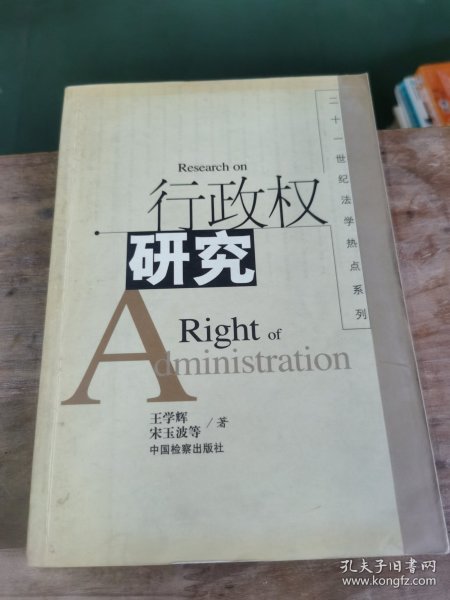 Research on
行政权
研究
Right of
Administration
二十一世纪法学热点系列
王学辉
宋玉波等
/著
中国检察出版社
孔夫子旧书网
www.kongfz.com